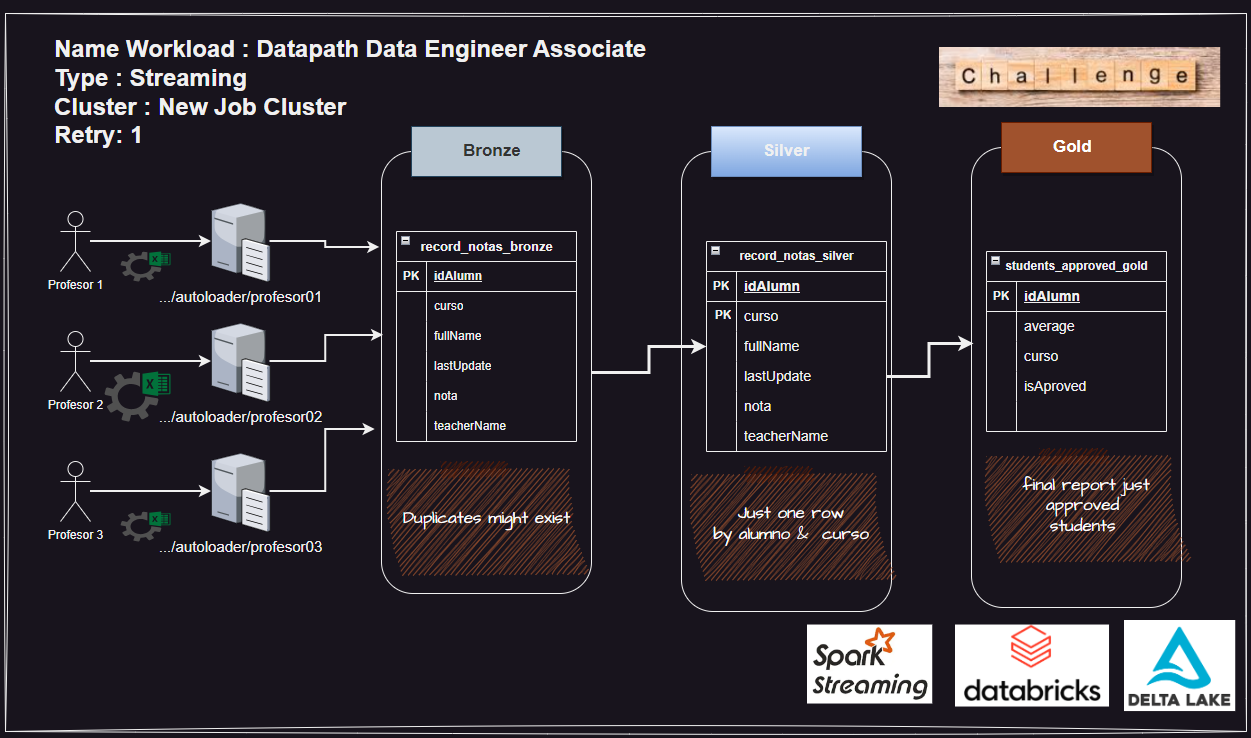 Name Workload : Datapath Data Engineer Associate
Type : Streaming
Cluster : New Job Cluster
Retry: 1
Challenge
Bronze
Silver
Gold
Profesor 1
X
.../autoloader/profesor01
Profesor 2
X
.../autoloader/profesor02
Profesor 3
X
.../autoloader/profesor03
record_notas_bronze
PK idAlumn
curso
fullName
lastUpdate
nota
teacherName
Duplicates might exist
record_notas_silver
PK idAlumn
PK curso
fullName
lastUpdate
nota
teacherName
Just one row
by alumno & curso
students_approved_gold
PK idAlumn
average
curso
isAproved
final report just
approved
students
Spark
Streaming
databricks
DELTA LAKE